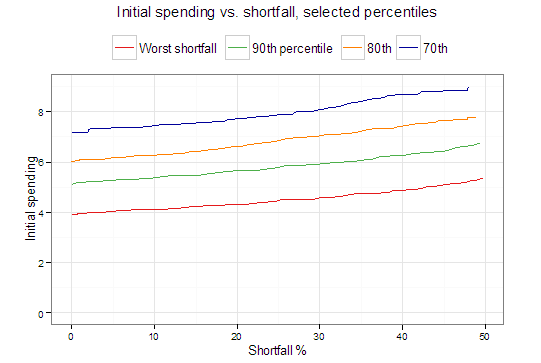 Initial spending vs. shortfall, selected percentiles
Worst shortfall 90th percentile 80th 70th
Initial spending
8
6
4
2
0
0 10 20 30 40 50
Shortfall %